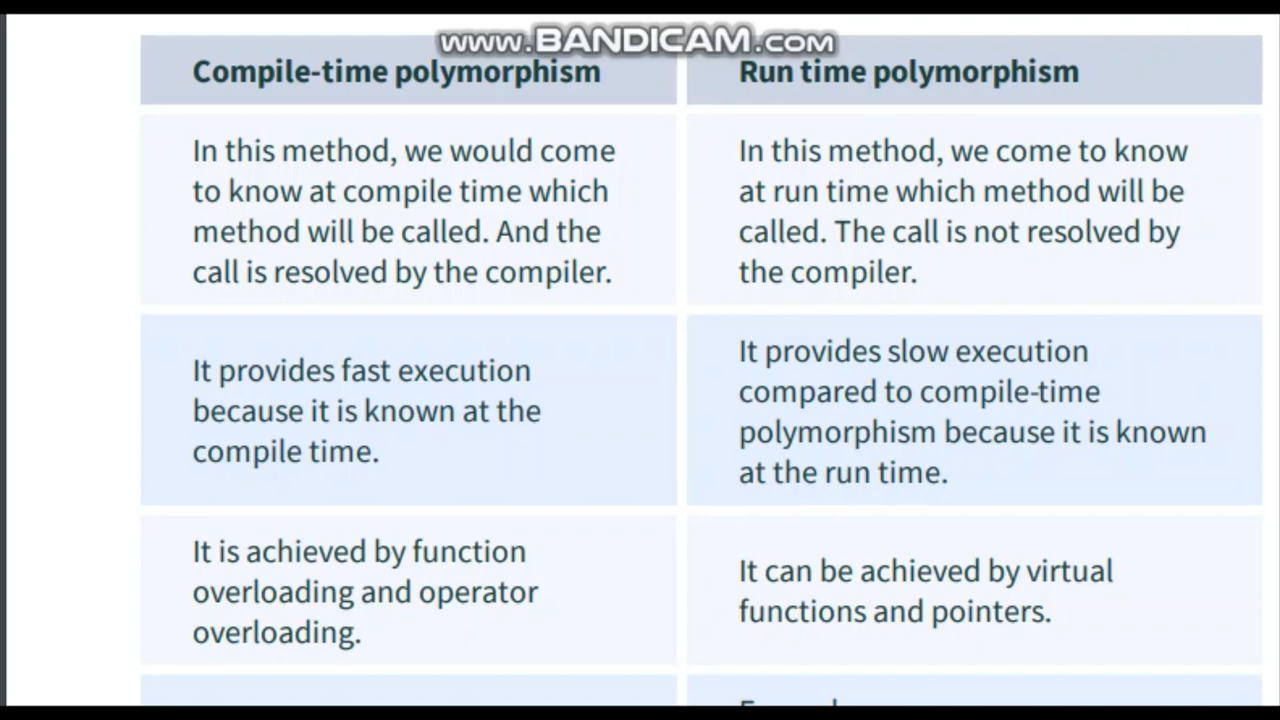 www.BANDICAM.com
Compile-time polymorphism
Run time polymorphism
In this method, we would come
to know at compile time which
method will be called. And the
call is resolved by the compiler.
In this method, we come to know
at run time which method will be
called. The call is not resolved by
the compiler.
It provides fast execution
because it is known at the
compile time.
It provides slow execution
compared to compile-time
polymorphism because it is known
at the run time.
It is achieved by function
overloading and operator
overloading.
It can be achieved by virtual
functions and pointers.